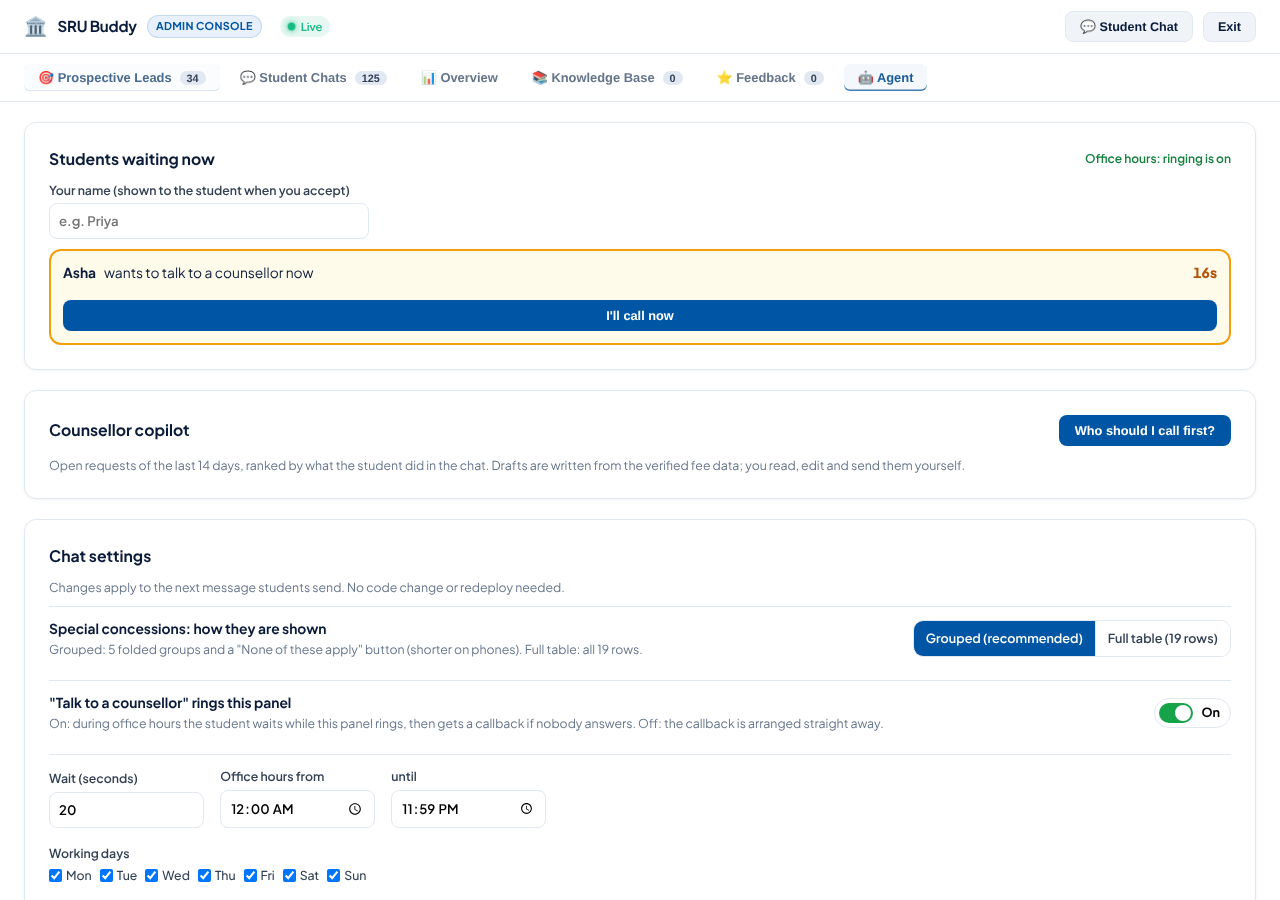 SRU Buddy ADMIN CONSOLE Live Student Chat Exit
Prospective Leads 34 Student Chats 125 Overview Knowledge Base 0 Feedback 0 Agent
Students waiting now Office hours: ringing is on
Your name (shown to the student when you accept)
e.g. Priya
Asha wants to talk to a counsellor now 16s
I'll call now
Counsellor copilot Who should I call first?
Open requests of the last 14 days, ranked by what the student did in the chat. Drafts are written from the verified fee data; you read, edit and send them yourself.
Chat settings
Changes apply to the next message students send. No code change or redeploy needed.
Special concessions: how they are shown Grouped (recommended) Full table (19 rows)
Grouped: 5 folded groups and a "None of these apply" button (shorter on phones). Full table: all 19 rows.
"Talk to a counsellor" rings this panel On
On: during office hours the student waits while this panel rings, then gets a callback if nobody answers. Off: the callback is arranged straight away.
Wait (seconds) Office hours from until
20 12:00 AM 11:59 PM
Working days
Mon Tue Wed Thu Fri Sat Sun